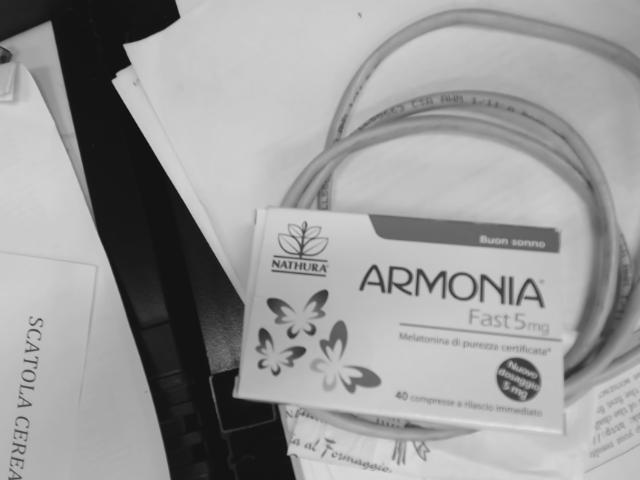 Buon sonno
NATHURA
ARMONIA
Fast 5mg
Melatonina di purezza certificata*
Nuovo
dosaggio
5 mg
40 compresse a rilascio immediato
SCATOLA CEREA
al Formaggio.